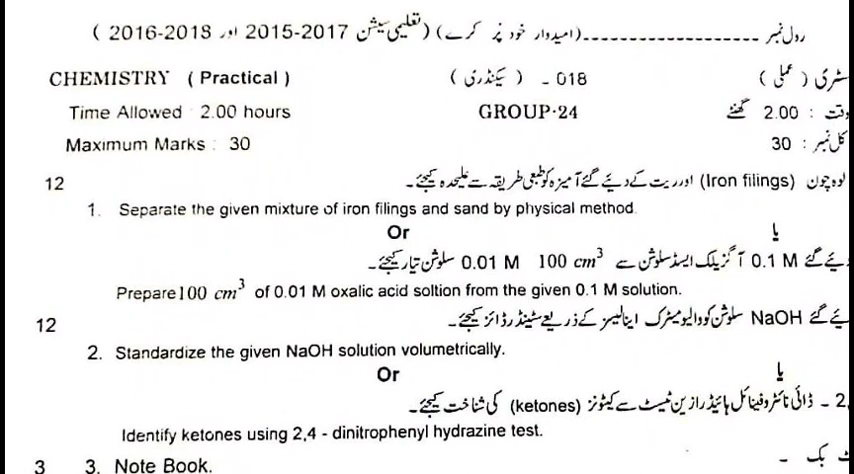 رول نمبر ------------------- (امیدوار خود پُر کرے) (تعلیمی سیشن 2015-2017 اور 2016-2018 )
CHEMISTRY ( Practical ) 018 - ( سیکنڈری ) سٹری ( عملی )
Time Allowed : 2.00 hours GROUP-24 وقت : 2.00 گھنٹے
Maximum Marks : 30 کل نمبر : 30
12 لوہ چون (Iron filings) اور ریت کے دیئے گئے آمیزہ کو طبعی طریقہ سے علیحدہ کیجئے۔
1. Separate the given mixture of iron filings and sand by physical method.
Or یا
دیئے گئے 0.1 M آگزیلک ایسڈ سلوشن سے 100 cm³ 0.01 M سلوشن تیار کیجئے۔
Prepare 100 cm³ of 0.01 M oxalic acid soltion from the given 0.1 M solution.
12 یئے گئے NaOH سلوشن کو والیومیٹرک اینالیسز کے ذریعے سٹینڈرڈائز کیجئے۔
2. Standardize the given NaOH solution volumetrically.
Or یا
2, - ڈائی نائٹروفینائل ہائیڈرازین ٹیسٹ سے کیٹونز (ketones) کی شناخت کیجئے۔
Identify ketones using 2,4 - dinitrophenyl hydrazine test.
ٹ بک ۔
3 3. Note Book.